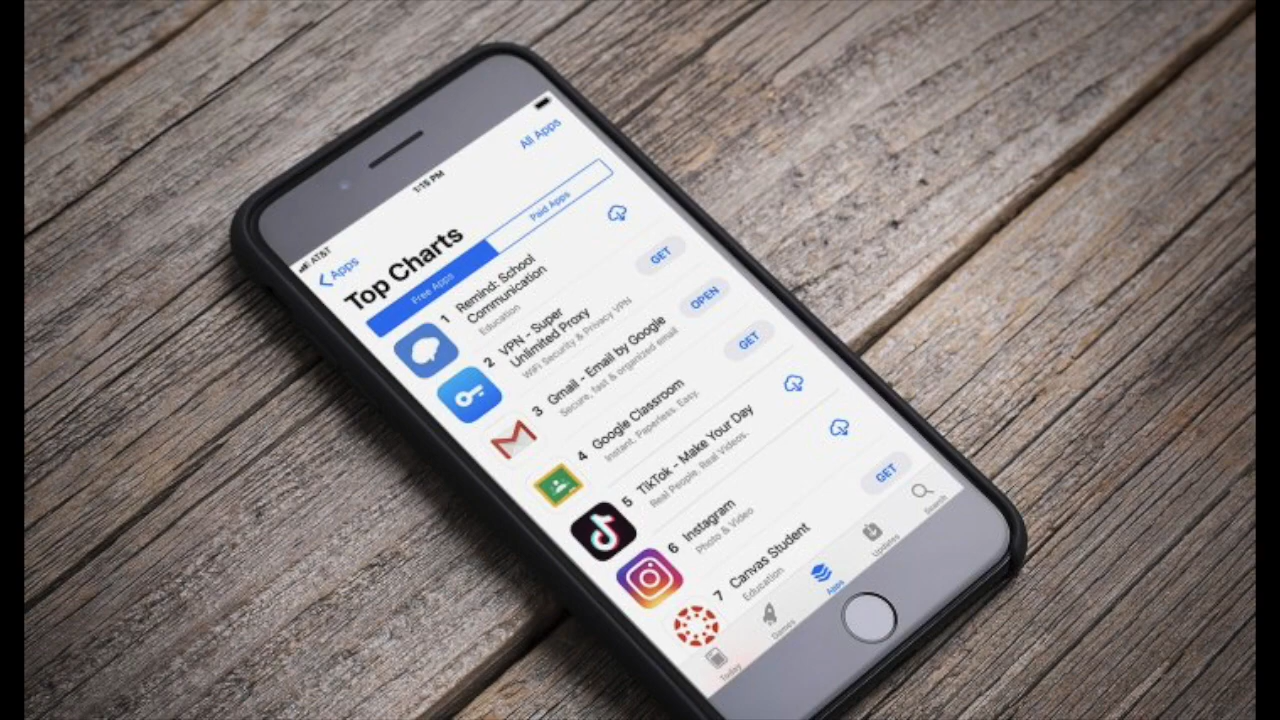 AT&T
1:15 PM
Apps
All Apps
Top Charts
Free Apps
Paid Apps
1 Remind: School
Communication
Education
2 VPN - Super
Unlimited Proxy
WiFi Security & Privacy VPN
GET
3 Gmail - Email by Google
Secure, fast & organized email
OPEN
4 Google Classroom
Instant. Paperless. Easy.
GET
5 TikTok - Make Your Day
Real People. Real Videos.
6 Instagram
Photo & Video
7 Canvas Student
Education
GET
Today
Games
Apps
Updates
Search